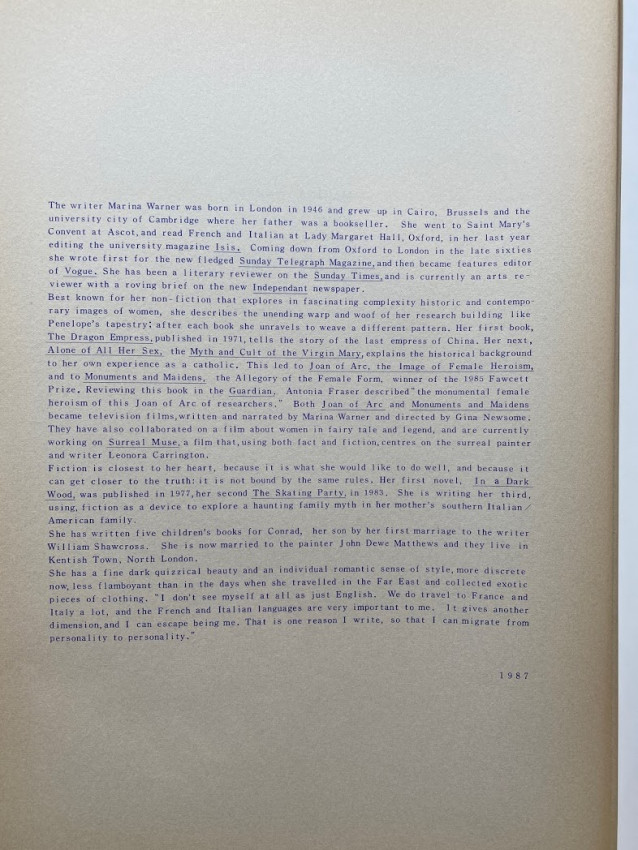 The writer Marina Warner was born in London in 1946 and grew up in Cairo, Brussels and the
university city of Cambridge where her father was a bookseller. She went to Saint Mary's
Convent at Ascot, and read French and Italian at Lady Margaret Hall, Oxford, in her last year
editing the university magazine Isis. Coming down from Oxford to London in the late sixties
she wrote first for the new fledged Sunday Telegraph Magazine, and then became features editor
of Vogue. She has been a literary reviewer on the Sunday Times, and is currently an arts re-
viewer with a roving brief on the new Independant newspaper.
Beat known for her non-fiction that explores in fascinating complexity historic and contempo-
rary images of women, she describes the unending warp and woof of her research building like
Penelope's tapestry; after each book she unravels to weave a different pattern. Her first book,
The Dragon Empress, published in 1971, tells the story of the last empress of China. Her next,
Alone of All Her Sex, the Myth and Cult of the Virgin Mary, explains the historical background
to her own experience as a catholic. This led to Joan of Arc, the Image of Female Heroism,
and to Monuments and Maidens, the Allegory of the Female Form, winner of the 1985 Fawcett
Prize. Reviewing this book in the Guardian, Antonia Fraser described "the monumental female
heroism of this Joan of Arc of researchers." Both Joan of Arc and Monuments and Maidens
became television films, written and narrated by Marina Warner and directed by Gina Newsome.
They have also collaborated on a film about women in fairy tale and legend, and are currently
working on Surreal Muse, a film that, using both fact and fiction, centres on the surreal painter
and writer Leonora Carrington.
Fiction is closest to her heart, because it is what she would like to do well, and because it
can get closer to the truth: it is not bound by the same rules. Her first novel, In a Dark
Wood, was published in 1977, her second The Skating Party, in 1983. She is writing her third,
using, fiction as a device to explore a haunting family myth in her mother's southern Italian/
American family.
She has written five children's books for Conrad, her son by her first marriage to the writer
William Shawcross. She is now married to the painter John Dewe Matthews and they live in
Kentish Town, North London.
She has a fine dark quizzical beauty and an individual romantic sense of style, more discrete
now, less flamboyant than in the days when she travelled in the Far East and collected exotic
pieces of clothing. "I don't see myself at all as just English. We do travel to France and
Italy a lot, and the French and Italian languages are very important to me. It gives another
dimension, and I can escape being me. That is one reason I write, so that I can migrate from
personality to personality."
1987